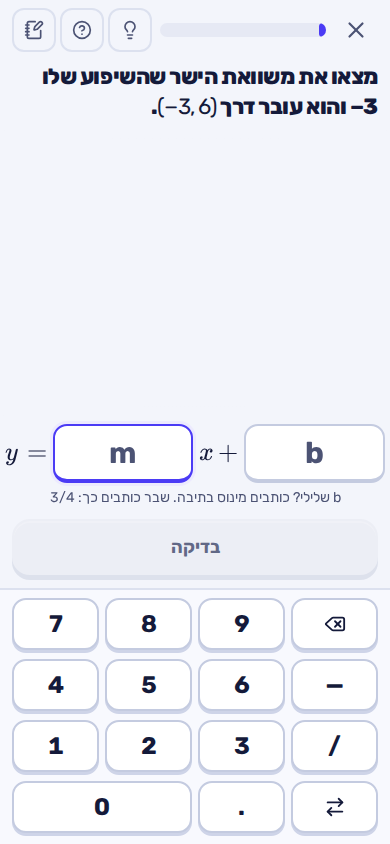 מצאו את משוואת הישר שהשיפוע שלו
−3 והוא עובר דרך (−3, 6).
y = m x + b
b שלילי? כותבים מינוס בתיבה. שבר כותבים כך: 3/4
בדיקה
7 8 9
4 5 6 −
1 2 3 /
0 .